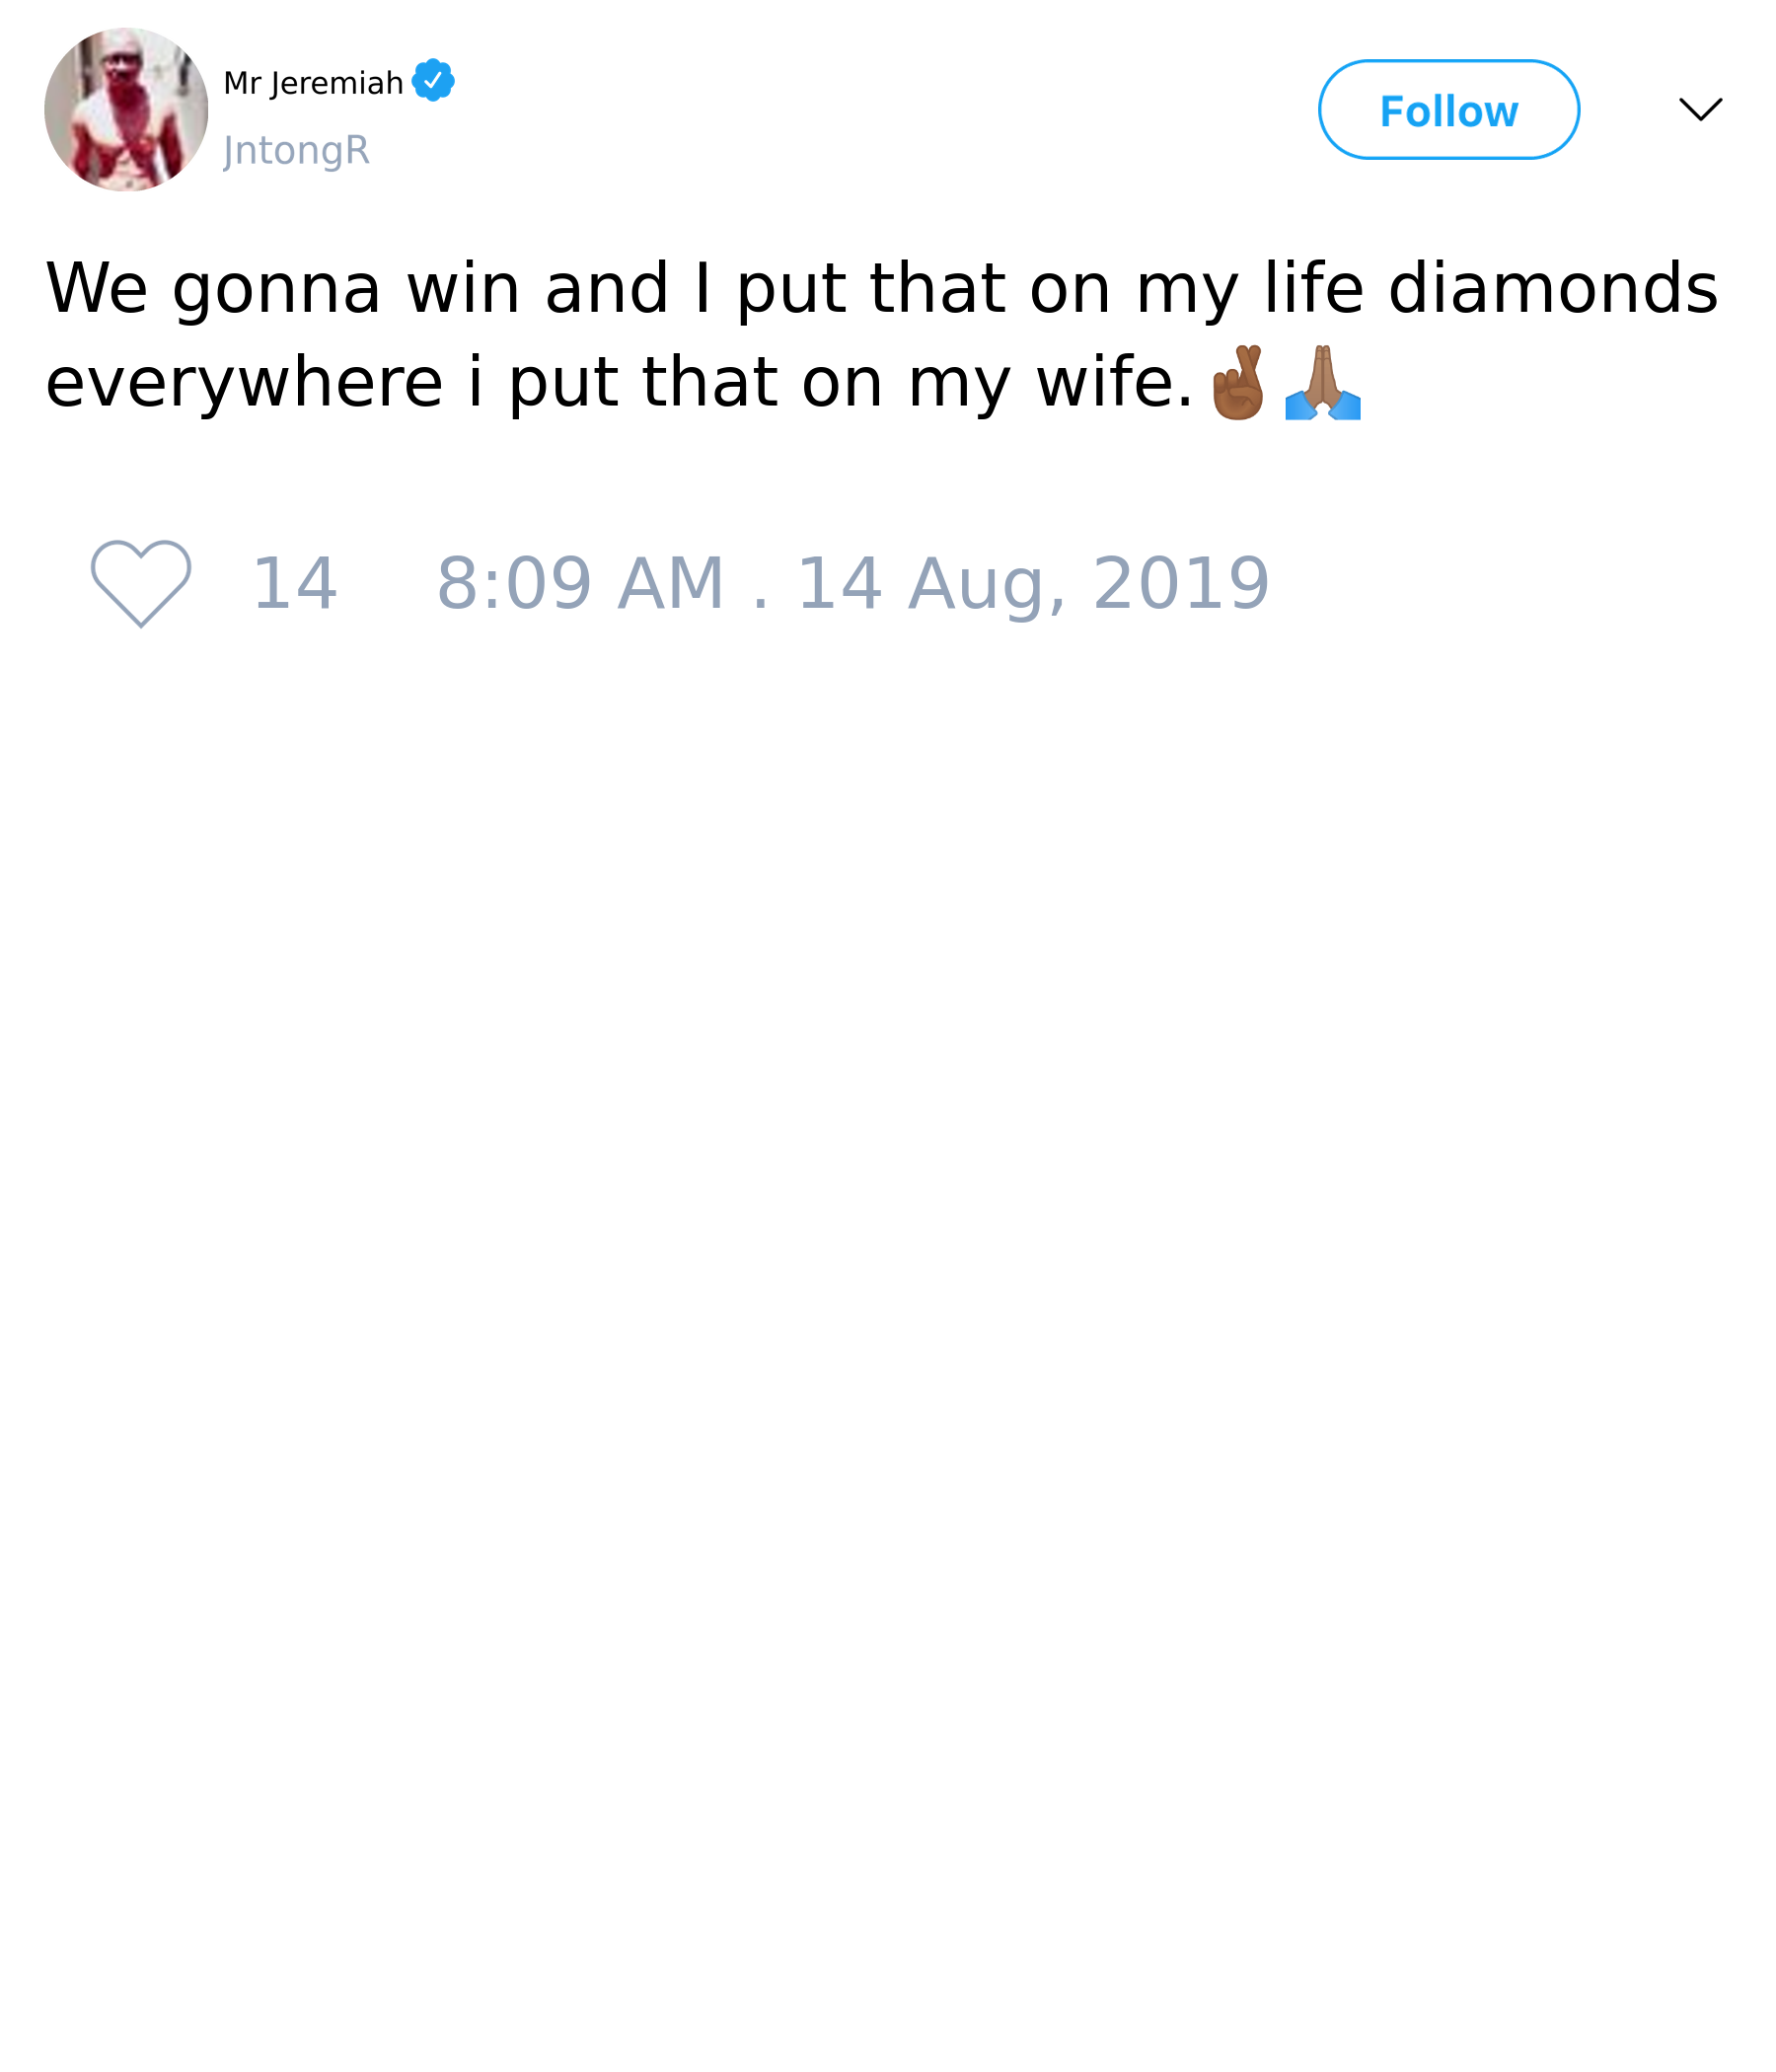 Mr Jeremiah
JntongR
Follow
We gonna win and I put that on my life diamonds
everywhere i put that on my wife.🤞🏾🙏🏽
14 8:09 AM . 14 Aug, 2019